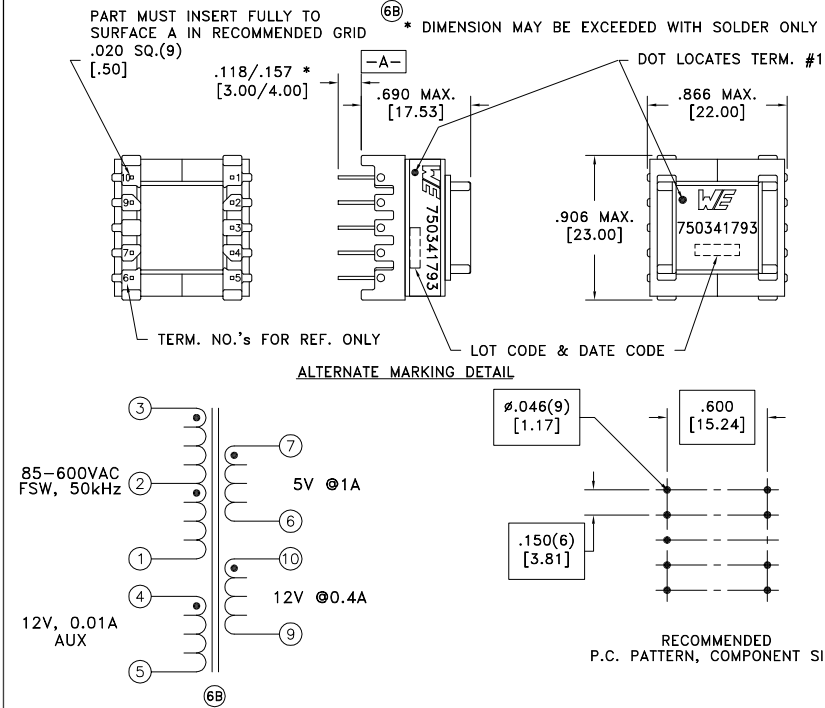 PART MUST INSERT FULLY TO
SURFACE A IN RECOMMENDED GRID
.020 SQ.(9)
[.50]
6B
* DIMENSION MAY BE EXCEEDED WITH SOLDER ONLY
-A-
DOT LOCATES TERM. #1
.118/.157 *
[3.00/4.00]
.690 MAX.
[17.53]
.866 MAX.
[22.00]
10
1
9
2
3
7
4
6
5
WE 750341793
.906 MAX.
[23.00]
WE
750341793
TERM. NO.'s FOR REF. ONLY
LOT CODE & DATE CODE
ALTERNATE MARKING DETAIL
3
2
1
85-600VAC
FSW, 50kHz
4
5
12V, 0.01A
AUX
7
6
5V @1A
10
9
12V @0.4A
6B
ø.046(9)
[1.17]
.600
[15.24]
.150(6)
[3.81]
RECOMMENDED
P.C. PATTERN, COMPONENT SI